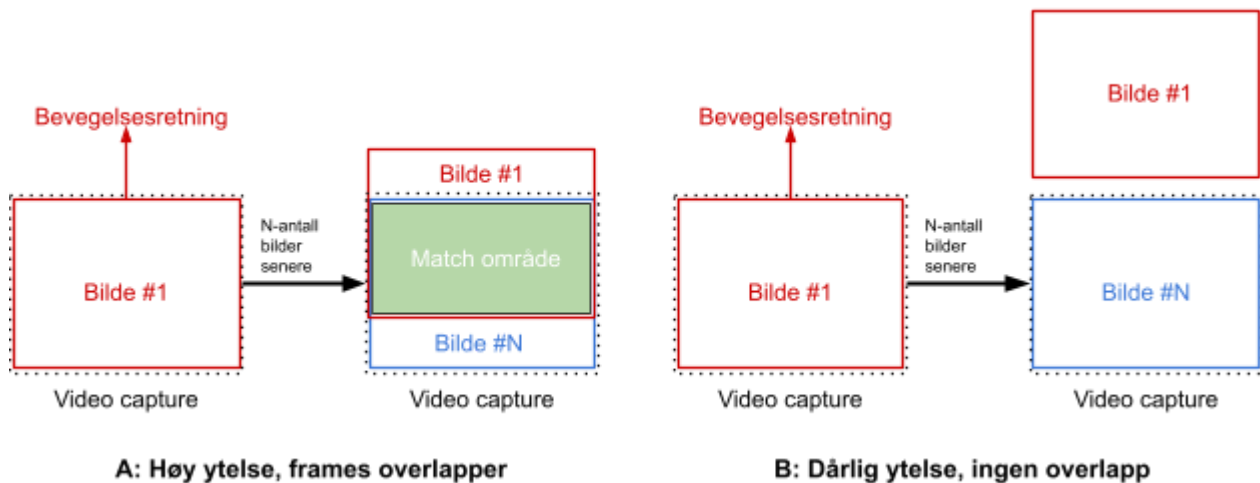 Bevegelsesretning
Bilde #1
N-antall
bilder
senere
Bilde #1
Match område
Bilde #N
Video capture
Video capture
A: Høy ytelse, frames overlapper
Bevegelsesretning
Bilde #1
N-antall
bilder
senere
Bilde #1
Bilde #N
Video capture
Video capture
B: Dårlig ytelse, ingen overlapp